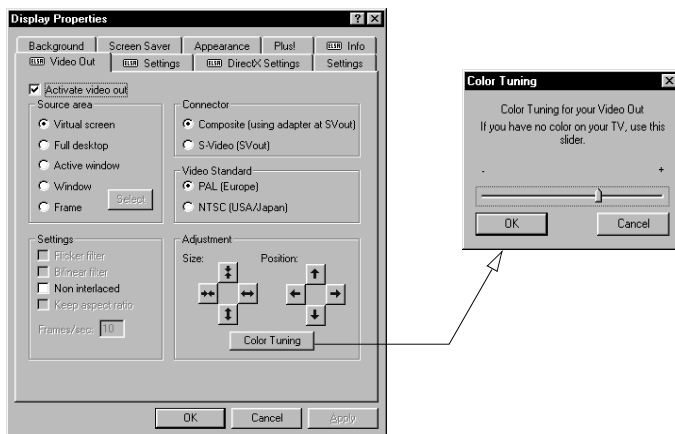 Display Properties
Background Screen Saver Appearance Plus! ELSA Info
ELSA Video Out ELSA Settings ELSA DirectX Settings Settings
Activate video out
Source area
Virtual screen
Full desktop
Active window
Window
Frame
Select
Connector
Composite (using adapter at SVout)
S-Video (SVout)
Video Standard
PAL (Europe)
NTSC (USA/Japan)
Settings
Flicker filter
Bilinear filter
Non interlaced
Keep aspect ratio
Frames/sec: 10
Adjustment
Size: Position:
Color Tuning
OK Cancel Apply
Color Tuning
Color Tuning for your Video Out
If you have no color on your TV, use this
slider.
- +
OK Cancel